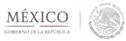 MÉXICO
GOBIERNO DE LA REPÚBLICA